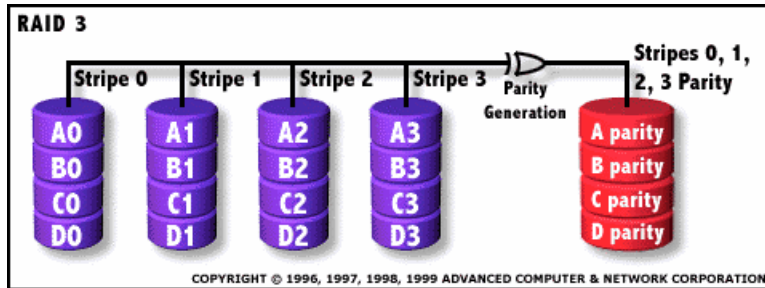 RAID 3
Stripe 0 Stripe 1 Stripe 2 Stripe 3
Parity
Generation
Stripes 0, 1,
2, 3 Parity
A0 A1 A2 A3 A parity
B0 B1 B2 B3 B parity
C0 C1 C2 C3 C parity
D0 D1 D2 D3 D parity
COPYRIGHT © 1996, 1997, 1998, 1999 ADVANCED COMPUTER & NETWORK CORPORATION